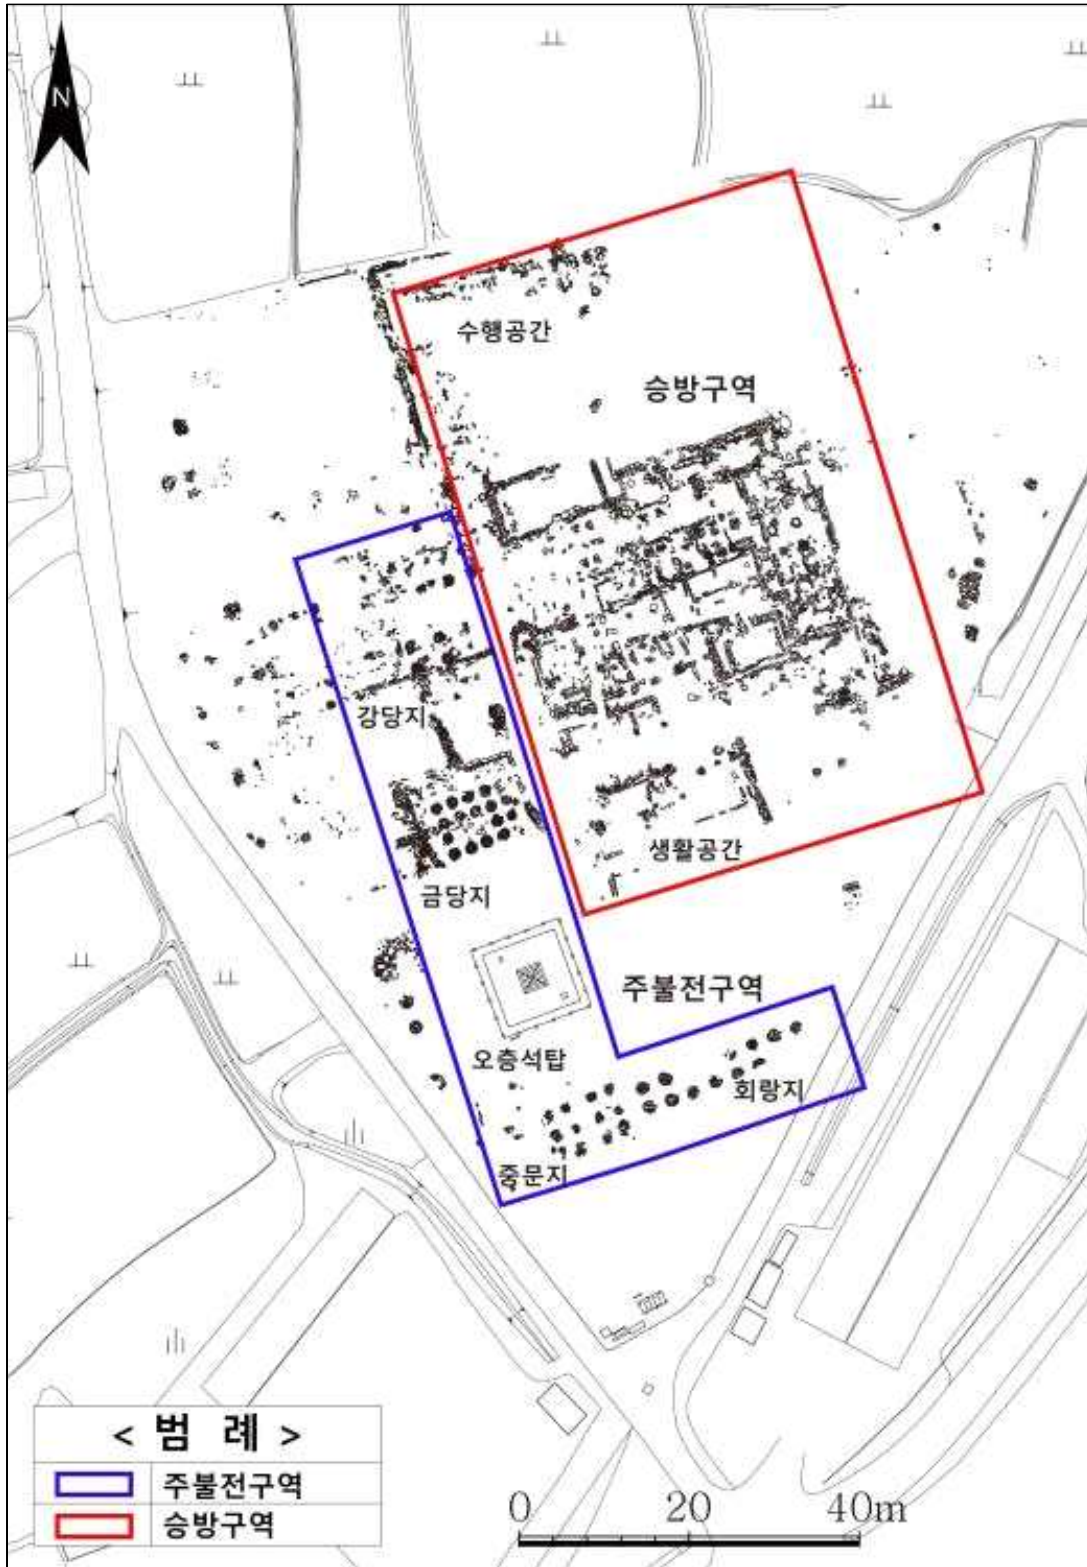 N
수행공간
승방구역
강당지
생활공간
금당지
주불전구역
오층석탑
회랑지
중문지
< 범 례 >
주불전구역
승방구역
0 20 40m